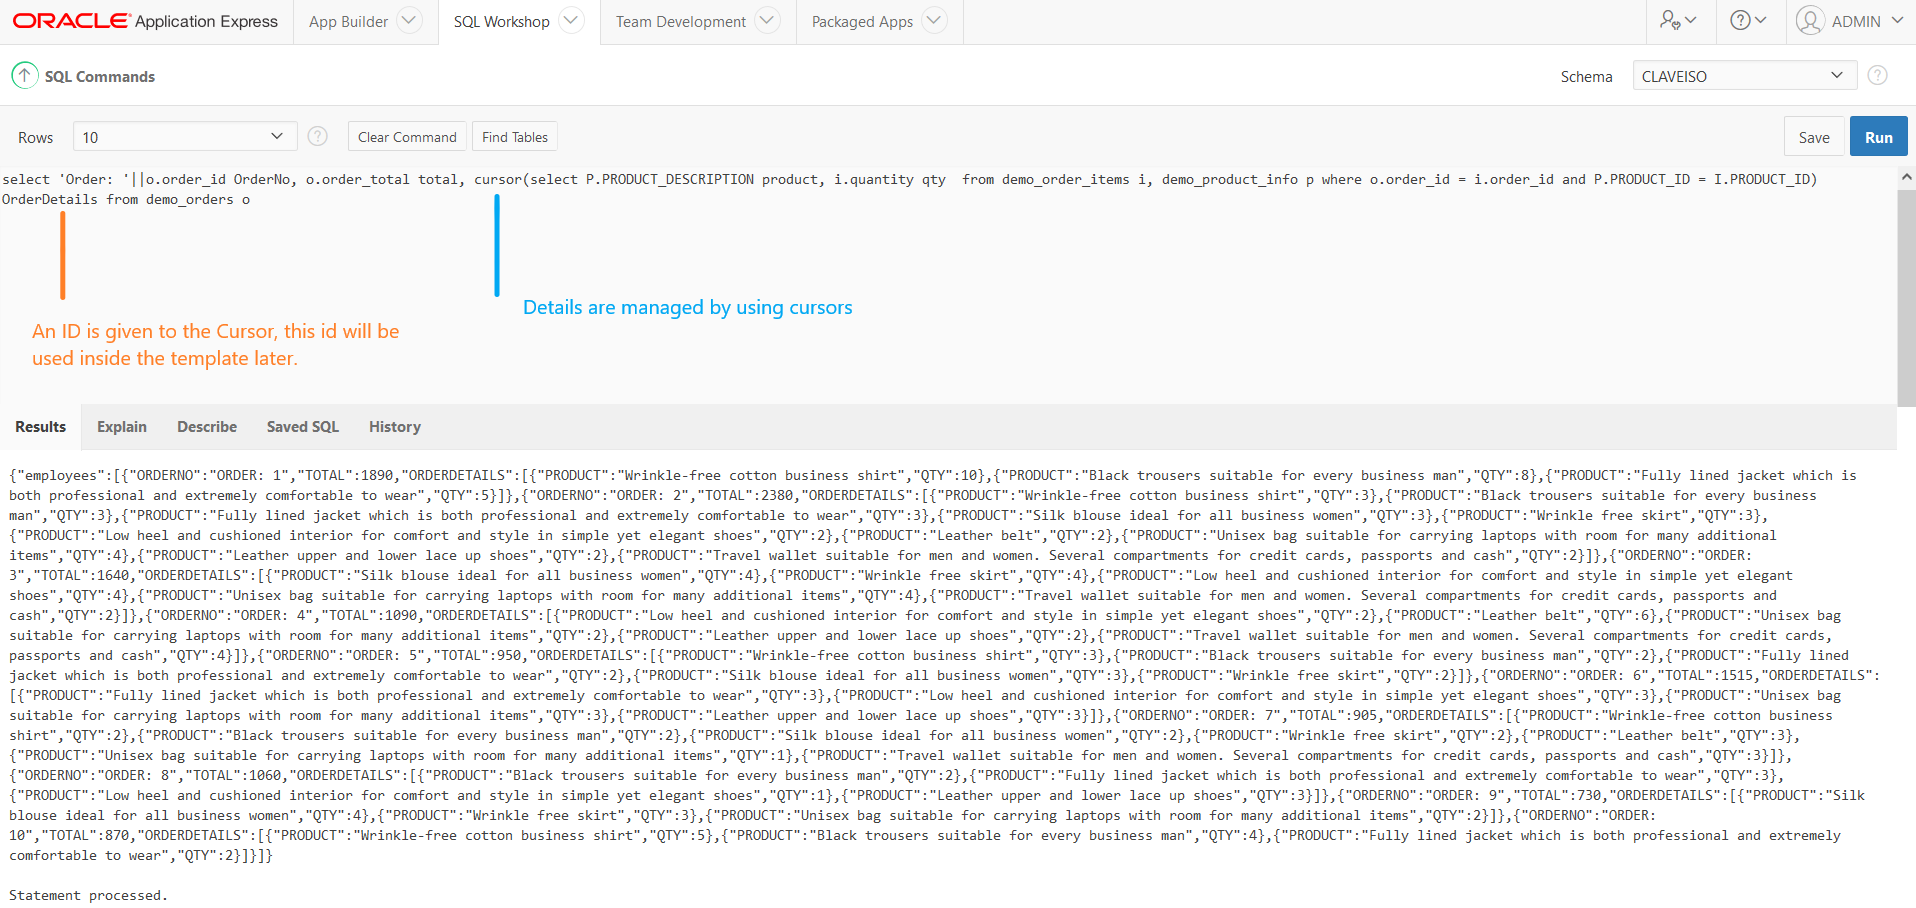 ORACLE Application Express App Builder SQL Workshop Team Development Packaged Apps ADMIN
SQL Commands Schema CLAVEISO
Rows 10 Clear Command Find Tables Save Run
select 'Order: '||o.order_id OrderNo, o.order_total total, cursor(select P.PRODUCT_DESCRIPTION product, i.quantity qty  from demo_order_items i, demo_product_info p where o.order_id = i.order_id and P.PRODUCT_ID = I.PRODUCT_ID)
OrderDetails from demo_orders o
Details are managed by using cursors
An ID is given to the Cursor, this id will be
used inside the template later.
Results Explain Describe Saved SQL History
{"employees":[{"ORDERNO":"ORDER: 1","TOTAL":1890,"ORDERDETAILS":[{"PRODUCT":"Wrinkle-free cotton business shirt","QTY":10},{"PRODUCT":"Black trousers suitable for every business man","QTY":8},{"PRODUCT":"Fully lined jacket which is
both professional and extremely comfortable to wear","QTY":5}]},{"ORDERNO":"ORDER: 2","TOTAL":2380,"ORDERDETAILS":[{"PRODUCT":"Wrinkle-free cotton business shirt","QTY":3},{"PRODUCT":"Black trousers suitable for every business
man","QTY":3},{"PRODUCT":"Fully lined jacket which is both professional and extremely comfortable to wear","QTY":3},{"PRODUCT":"Silk blouse ideal for all business women","QTY":3},{"PRODUCT":"Wrinkle free skirt","QTY":3},
{"PRODUCT":"Low heel and cushioned interior for comfort and style in simple yet elegant shoes","QTY":2},{"PRODUCT":"Leather belt","QTY":2},{"PRODUCT":"Unisex bag suitable for carrying laptops with room for many additional
items","QTY":4},{"PRODUCT":"Leather upper and lower lace up shoes","QTY":2},{"PRODUCT":"Travel wallet suitable for men and women. Several compartments for credit cards, passports and cash","QTY":2}]},{"ORDERNO":"ORDER:
3","TOTAL":1640,"ORDERDETAILS":[{"PRODUCT":"Silk blouse ideal for all business women","QTY":4},{"PRODUCT":"Wrinkle free skirt","QTY":4},{"PRODUCT":"Low heel and cushioned interior for comfort and style in simple yet elegant
shoes","QTY":4},{"PRODUCT":"Unisex bag suitable for carrying laptops with room for many additional items","QTY":4},{"PRODUCT":"Travel wallet suitable for men and women. Several compartments for credit cards, passports and
cash","QTY":2}]},{"ORDERNO":"ORDER: 4","TOTAL":1090,"ORDERDETAILS":[{"PRODUCT":"Low heel and cushioned interior for comfort and style in simple yet elegant shoes","QTY":2},{"PRODUCT":"Leather belt","QTY":6},{"PRODUCT":"Unisex bag
suitable for carrying laptops with room for many additional items","QTY":2},{"PRODUCT":"Leather upper and lower lace up shoes","QTY":2},{"PRODUCT":"Travel wallet suitable for men and women. Several compartments for credit cards,
passports and cash","QTY":4}]},{"ORDERNO":"ORDER: 5","TOTAL":950,"ORDERDETAILS":[{"PRODUCT":"Wrinkle-free cotton business shirt","QTY":3},{"PRODUCT":"Black trousers suitable for every business man","QTY":2},{"PRODUCT":"Fully lined
jacket which is both professional and extremely comfortable to wear","QTY":2},{"PRODUCT":"Silk blouse ideal for all business women","QTY":3},{"PRODUCT":"Wrinkle free skirt","QTY":2}]},{"ORDERNO":"ORDER: 6","TOTAL":1515,"ORDERDETAILS":
[{"PRODUCT":"Fully lined jacket which is both professional and extremely comfortable to wear","QTY":3},{"PRODUCT":"Low heel and cushioned interior for comfort and style in simple yet elegant shoes","QTY":3},{"PRODUCT":"Unisex bag
suitable for carrying laptops with room for many additional items","QTY":3},{"PRODUCT":"Leather upper and lower lace up shoes","QTY":3}]},{"ORDERNO":"ORDER: 7","TOTAL":905,"ORDERDETAILS":[{"PRODUCT":"Wrinkle-free cotton business
shirt","QTY":2},{"PRODUCT":"Black trousers suitable for every business man","QTY":2},{"PRODUCT":"Silk blouse ideal for all business women","QTY":2},{"PRODUCT":"Wrinkle free skirt","QTY":2},{"PRODUCT":"Leather belt","QTY":3},
{"PRODUCT":"Unisex bag suitable for carrying laptops with room for many additional items","QTY":1},{"PRODUCT":"Travel wallet suitable for men and women. Several compartments for credit cards, passports and cash","QTY":3}]},
{"ORDERNO":"ORDER: 8","TOTAL":1060,"ORDERDETAILS":[{"PRODUCT":"Black trousers suitable for every business man","QTY":2},{"PRODUCT":"Fully lined jacket which is both professional and extremely comfortable to wear","QTY":3},
{"PRODUCT":"Low heel and cushioned interior for comfort and style in simple yet elegant shoes","QTY":1},{"PRODUCT":"Leather upper and lower lace up shoes","QTY":3}]},{"ORDERNO":"ORDER: 9","TOTAL":730,"ORDERDETAILS":[{"PRODUCT":"Silk
blouse ideal for all business women","QTY":4},{"PRODUCT":"Wrinkle free skirt","QTY":3},{"PRODUCT":"Unisex bag suitable for carrying laptops with room for many additional items","QTY":2}]},{"ORDERNO":"ORDER:
10","TOTAL":870,"ORDERDETAILS":[{"PRODUCT":"Wrinkle-free cotton business shirt","QTY":5},{"PRODUCT":"Black trousers suitable for every business man","QTY":4},{"PRODUCT":"Fully lined jacket which is both professional and extremely
comfortable to wear","QTY":2}]}]}
Statement processed.